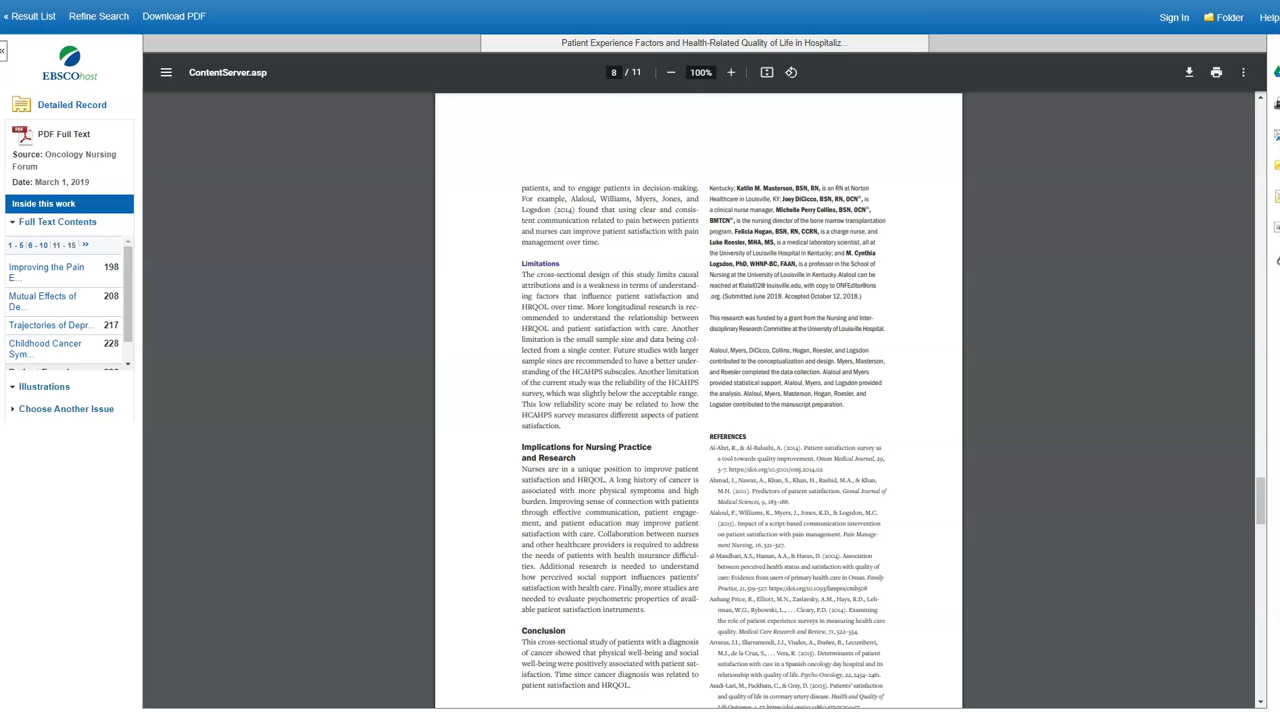 « Result List Refine Search Download PDF
Sign In Folder Help
«
EBSCOhost
Detailed Record
PDF Full Text
Source: Oncology Nursing
Forum
Date: March 1, 2019
Inside this work
Full Text Contents
1 - 5 | 6 - 10 | 11 - 15 | »
Improving the Pain 198
E...
Mutual Effects of 208
De...
Trajectories of Depr... 217
Childhood Cancer 228
Sym...
Illustrations
Choose Another Issue
Patient Experience Factors and Health-Related Quality of Life in Hospitaliz...
ContentServer.asp
8 / 11 100%
patients, and to engage patients in decision-making.
For example, Alaloul, Williams, Myers, Jones, and
Logsdon (2014) found that using clear and consis-
tent communication related to pain between patients
and nurses can improve patient satisfaction with pain
management over time.
Limitations
The cross-sectional design of this study limits causal
attributions and is a weakness in terms of understand-
ing factors that influence patient satisfaction and
HRQOL over time. More longitudinal research is rec-
ommended to understand the relationship between
HRQOL and patient satisfaction with care. Another
limitation is the small sample size and data being col-
lected from a single center. Future studies with larger
sample sizes are recommended to have a better under-
standing of the HCAHPS subscales. Another limitation
of the current study was the reliability of the HCAHPS
survey, which was slightly below the acceptable range.
This low reliability score may be related to how the
HCAHPS survey measures different aspects of patient
satisfaction.
Implications for Nursing Practice
and Research
Nurses are in a unique position to improve patient
satisfaction and HRQOL. A long history of cancer is
associated with more physical symptoms and high
burden. Improving sense of connection with patients
through effective communication, patient engage-
ment, and patient education may improve patient
satisfaction with care. Collaboration between nurses
and other healthcare providers is required to address
the needs of patients with health insurance difficul-
ties. Additional research is needed to understand
how perceived social support influences patients'
satisfaction with health care. Finally, more studies are
needed to evaluate psychometric properties of avail-
able patient satisfaction instruments.
Conclusion
This cross-sectional study of patients with a diagnosis
of cancer showed that physical well-being and social
well-being were positively associated with patient sat-
isfaction. Time since cancer diagnosis was related to
patient satisfaction and HRQOL.
Kentucky; Katlin M. Masterson, BSN, RN, is an RN at Norton
Healthcare in Louisville, KY; Joey DiCicco, BSN, RN, OCN®, is
a clinical nurse manager, Michelle Perry Collins, BSN, OCN®,
BMTCN®, is the nursing director of the bone marrow transplantation
program, Felicia Hogan, BSN, RN, CCRN, is a charge nurse, and
Luke Roesler, MHA, MS, is a medical laboratory scientist, all at
the University of Louisville Hospital in Kentucky; and M. Cynthia
Logsdon, PhD, WHNP-BC, FAAN, is a professor in the School of
Nursing at the University of Louisville in Kentucky. Alaloul can be
reached at f0alal02@louisville.edu, with copy to ONFEditor@ons
.org. (Submitted June 2018. Accepted October 12, 2018.)
This research was funded by a grant from the Nursing and Inter-
disciplinary Research Committee at the University of Louisville Hospital.
Alaloul, Myers, DiCicco, Collins, Hogan, Roesler, and Logsdon
contributed to the conceptualization and design. Myers, Masterson,
and Roesler completed the data collection. Alaloul and Myers
provided statistical support. Alaloul, Myers, and Logsdon provided
the analysis. Alaloul, Myers, Masterson, Hogan, Roesler, and
Logsdon contributed to the manuscript preparation.
REFERENCES
Al-Abri, R., & Al-Balushi, A. (2014). Patient satisfaction survey as
a tool towards quality improvement. Oman Medical Journal, 29,
3–7. https://doi.org/10.5001/omj.2014.02
Ahmad, I., Nawaz, A., Khan, S., Khan, H., Rashid, M.A., & Khan,
M.H. (2011). Predictors of patient satisfaction. Gomal Journal of
Medical Sciences, 9, 183–188.
Alaloul, F., Williams, K., Myers, J., Jones, K.D., & Logsdon, M.C.
(2015). Impact of a script-based communication intervention
on patient satisfaction with pain management. Pain Manage-
ment Nursing, 16, 321–327.
al-Mandhari, A.S., Hassan, A.A., & Haran, D. (2004). Association
between perceived health status and satisfaction with quality of
care: Evidence from users of primary health care in Oman. Family
Practice, 21, 519–527. https://doi.org/10.1093/fampra/cmh508
Anhang Price, R., Elliott, M.N., Zaslavsky, A.M., Hays, R.D., Leh-
rman, W.G., Rybowski, L., . . . Cleary, P.D. (2014). Examining
the role of patient experience surveys in measuring health care
quality. Medical Care Research and Review, 71, 522–554.
Arraras, J.I., Illarramendi, J.J., Viudez, A., Ibañez, B., Lecumberri,
M.J., de la Cruz, S., . . . Vera, R. (2013). Determinants of patient
satisfaction with care in a Spanish oncology day hospital and its
relationship with quality of life. Psycho-Oncology, 22, 2454–2461.
Asadi-Lari, M., Packham, C., & Gray, D. (2003). Patients' satisfaction
and quality of life in coronary artery disease. Health and Quality of